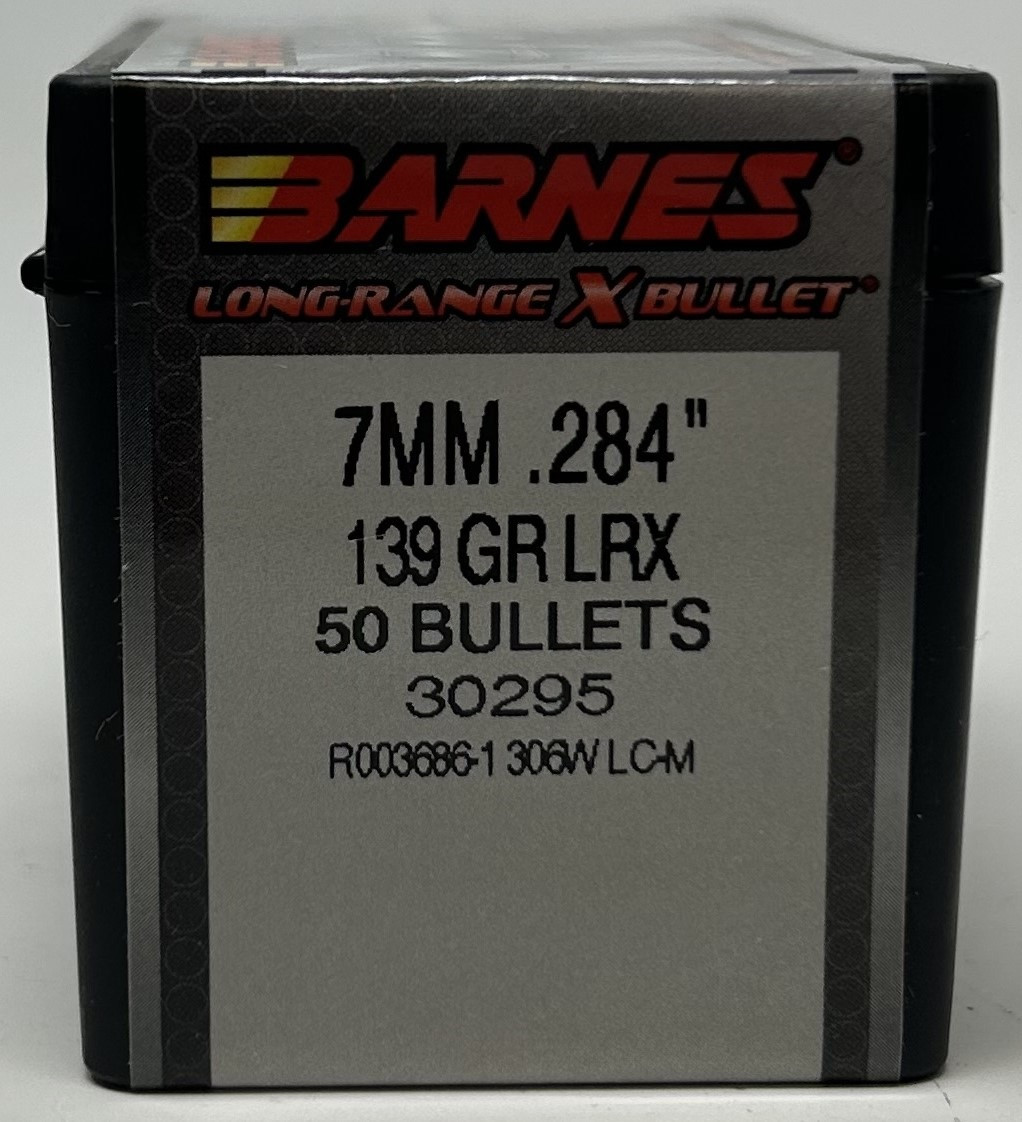 BARNES®
LONG-RANGE X BULLET
7MM .284"
139 GR LRX
50 BULLETS
30295
R003686-1 306W LC-M